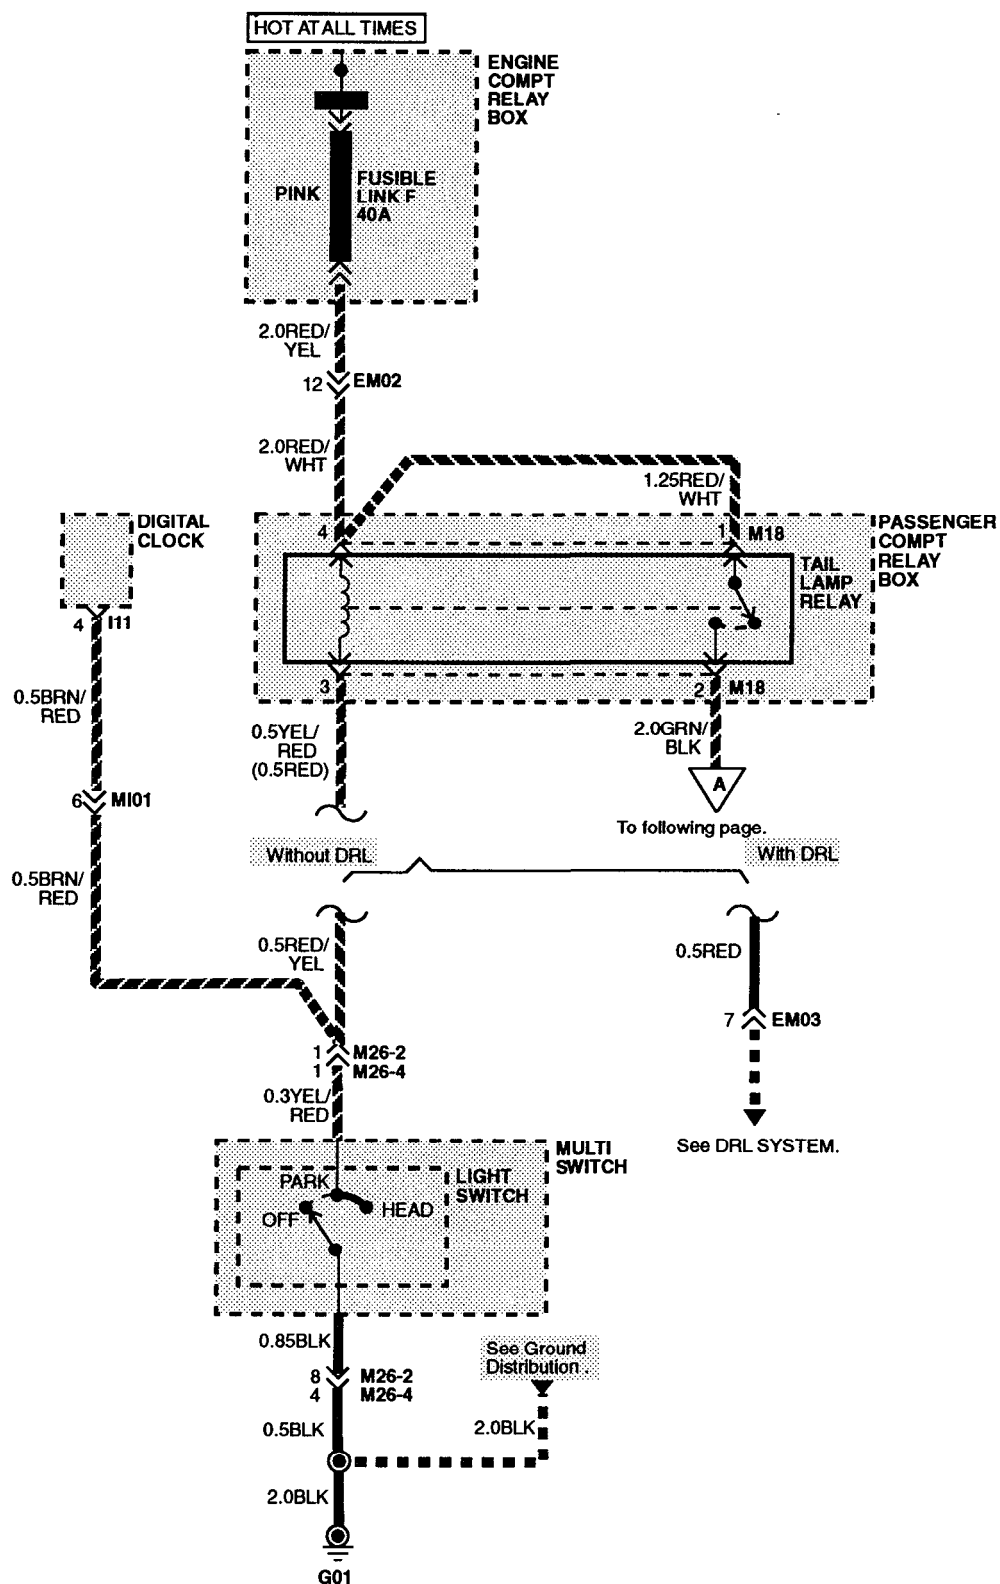 HOT AT ALL TIMES
ENGINE
COMPT
RELAY
BOX
PINK
FUSIBLE
LINK F
40A
2.0RED/
YEL
12
EM02
2.0RED/
WHT
1.25RED/
WHT
DIGITAL
CLOCK
4
1
M18
PASSENGER
COMPT
RELAY
BOX
TAIL
LAMP
RELAY
4
I11
3
2
M18
0.5BRN/
RED
0.5YEL/
RED
(0.5RED)
2.0GRN/
BLK
A
6
MI01
To following page.
Without DRL
With DRL
0.5BRN/
RED
0.5RED/
YEL
0.5RED
7
EM03
1
M26-2
1
M26-4
0.3YEL/
RED
See DRL SYSTEM.
MULTI
SWITCH
LIGHT
SWITCH
PARK
OFF
HEAD
0.85BLK
See Ground
Distribution .
8
M26-2
4
M26-4
0.5BLK
2.0BLK
2.0BLK
G01